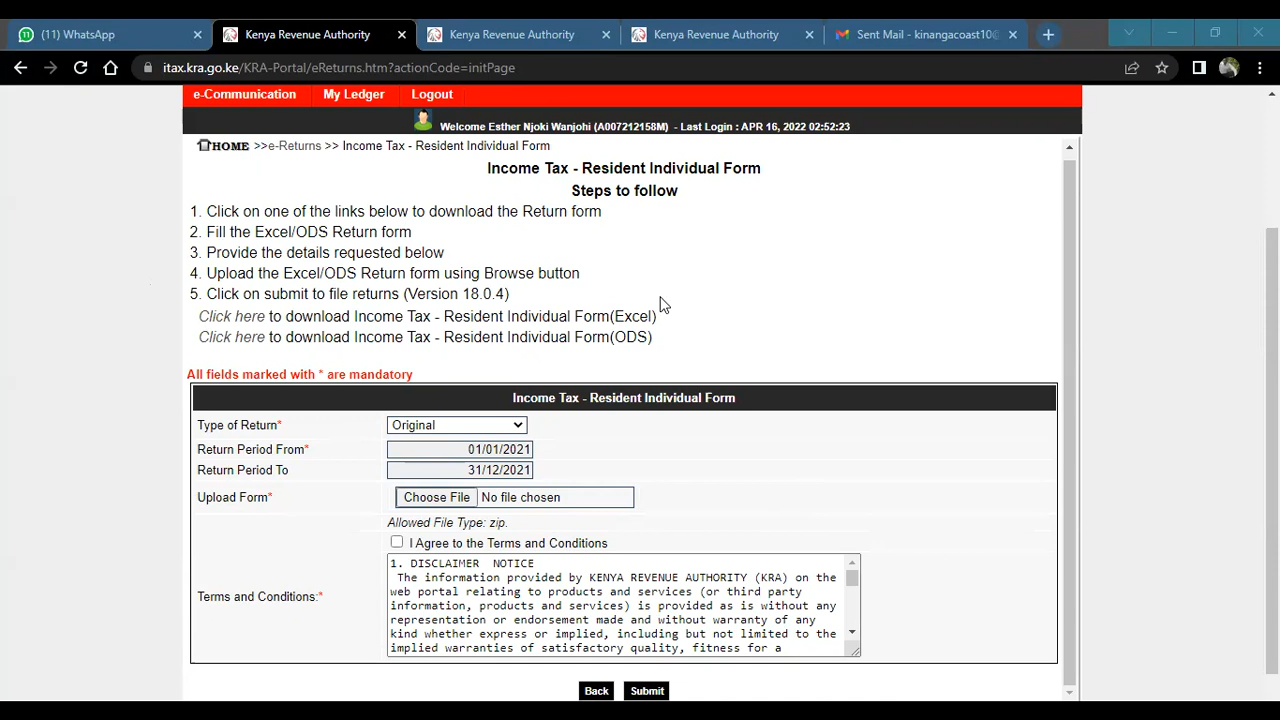 (11) WhatsApp
Kenya Revenue Authority
Kenya Revenue Authority
Kenya Revenue Authority
Sent Mail - kinangacoast10@
itax.kra.go.ke/KRA-Portal/eReturns.htm?actionCode=initPage
e-Communication My Ledger Logout
Welcome Esther Njoki Wanjohi (A007212158M) - Last Login : APR 16, 2022 02:52:23
HOME >>e-Returns >> Income Tax - Resident Individual Form
Income Tax - Resident Individual Form
Steps to follow
1. Click on one of the links below to download the Return form
2. Fill the Excel/ODS Return form
3. Provide the details requested below
4. Upload the Excel/ODS Return form using Browse button
5. Click on submit to file returns (Version 18.0.4)
Click here to download Income Tax - Resident Individual Form(Excel)
Click here to download Income Tax - Resident Individual Form(ODS)
All fields marked with * are mandatory
Income Tax - Resident Individual Form
Type of Return* Original
Return Period From* 01/01/2021
Return Period To 31/12/2021
Upload Form* Choose File No file chosen
Allowed File Type: zip.
I Agree to the Terms and Conditions
Terms and Conditions:*
1. DISCLAIMER NOTICE
The information provided by KENYA REVENUE AUTHORITY (KRA) on the
web portal relating to products and services (or third party
information, products and services) is provided as is without any
representation or endorsement made and without warranty of any
kind whether express or implied, including but not limited to the
implied warranties of satisfactory quality, fitness for a
Back Submit